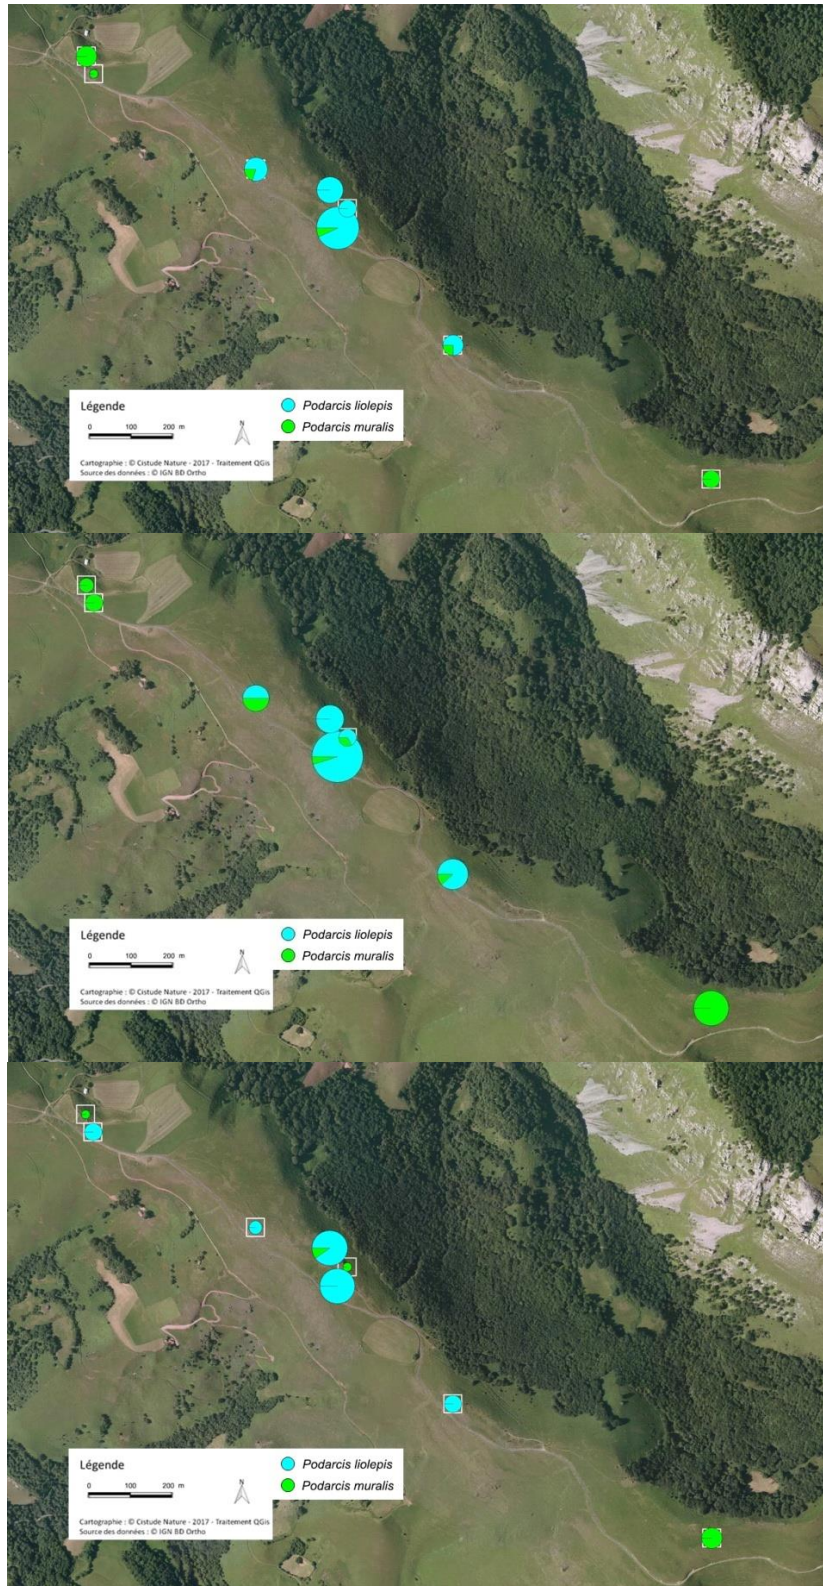 Légende
0 100 200 m
N
Cartographie : © Cistude Nature - 2017 - Traitement QGis
Source des données : © IGN BD Ortho
Podarcis liolepis
Podarcis muralis
Légende
0 100 200 m
N
Cartographie : © Cistude Nature - 2017 - Traitement QGis
Source des données : © IGN BD Ortho
Podarcis liolepis
Podarcis muralis
Légende
0 100 200 m
N
Cartographie : © Cistude Nature - 2017 - Traitement QGis
Source des données : © IGN BD Ortho
Podarcis liolepis
Podarcis muralis